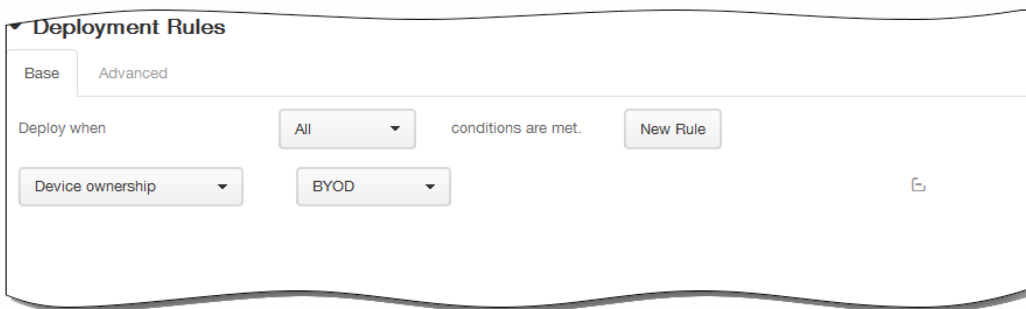 Deployment Rules
Base Advanced
Deploy when All conditions are met. New Rule
Device ownership BYOD